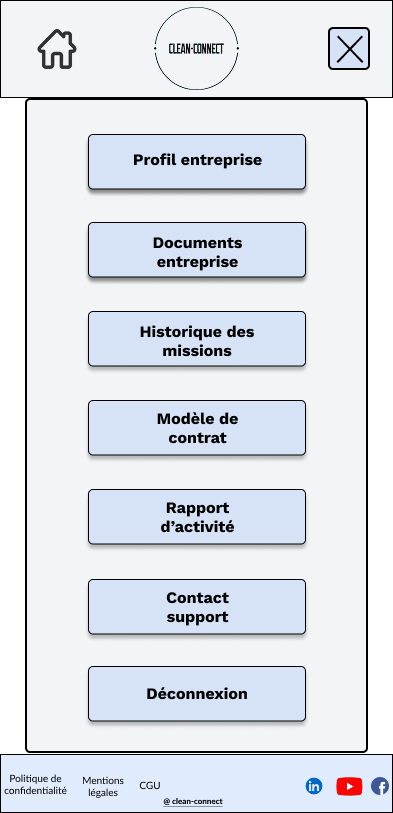 CLEAN-CONNECT
Profil entreprise
Documents
entreprise
Historique des
missions
Modèle de
contrat
Rapport
d’activité
Contact
support
Déconnexion
Politique de
confidentialité
Mentions
légales
CGU
@ clean-connect
in
f